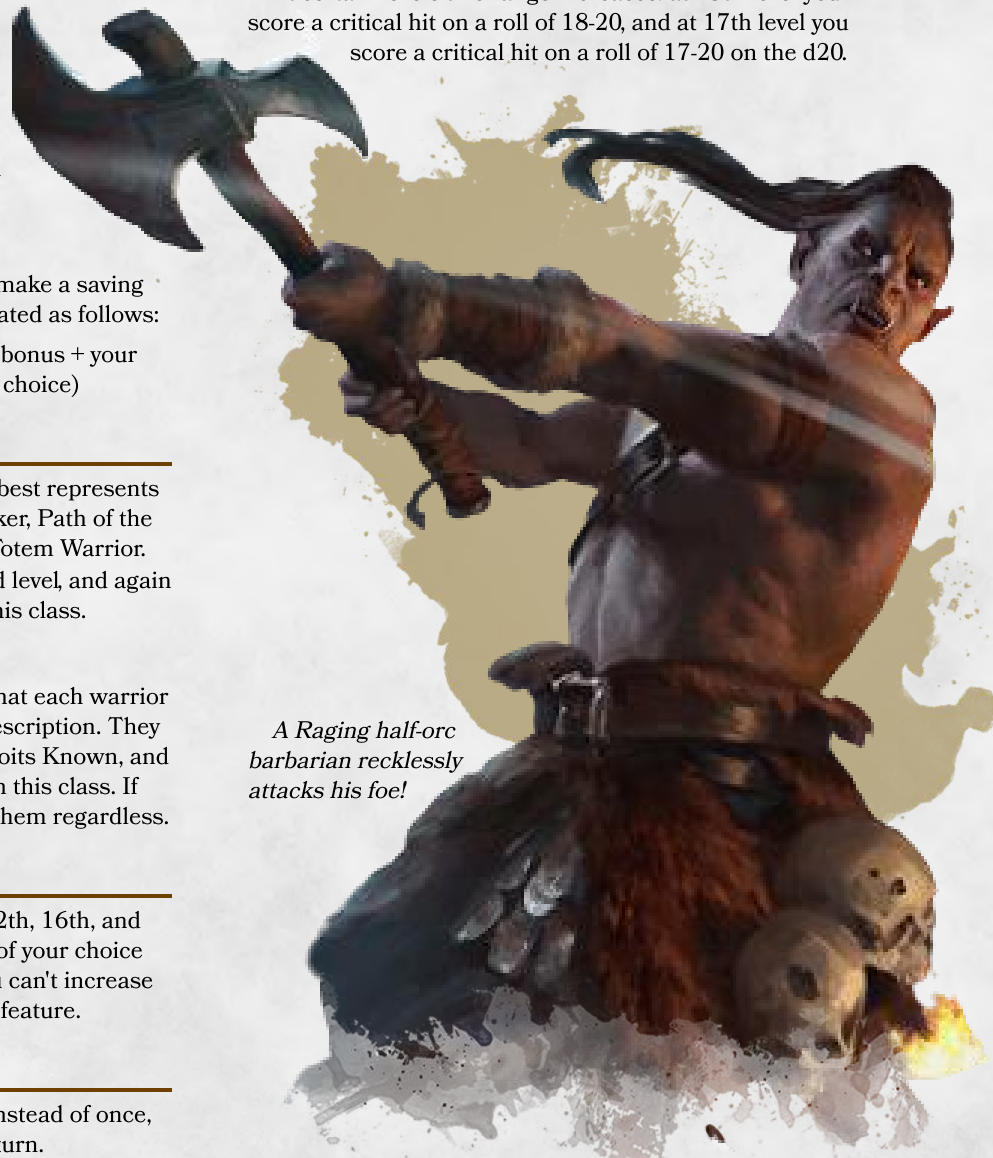 score a critical hit on a roll of 18-20, and at 17th level you
score a critical hit on a roll of 17-20 on the d20.
make a saving
ated as follows:
bonus + your
choice)
best represents
ker, Path of the
Totem Warrior.
d level, and again
his class.
hat each warrior
escription. They
oits Known, and
n this class. If
hem regardless.
2th, 16th, and
of your choice
u can't increase
feature.
nstead of once,
turn.
A Raging half-orc
barbarian recklessly
attacks his foe!